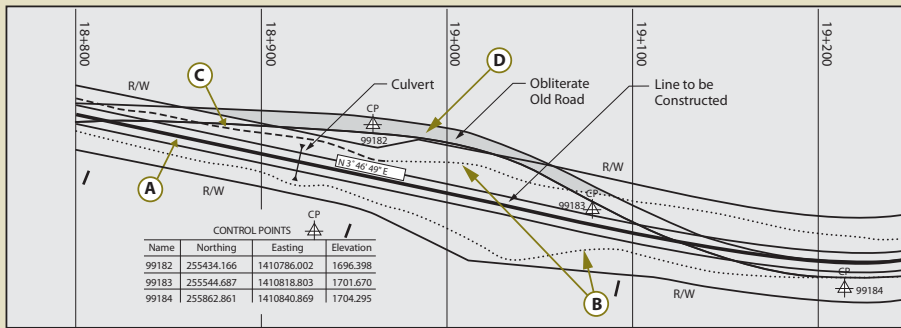 18+800
18+900
19+000
19+100
19+200
R/W
C
D
Culvert
Obliterate
Old Road
Line to be
Constructed
CP
99182
N 3° 46' 49" E
R/W
A
R/W
CP
99183
CP
99184
B
R/W
CONTROL POINTS
CP
Name Northing Easting Elevation
99182 255434.166 1410786.002 1696.398
99183 255544.687 1410818.803 1701.670
99184 255862.861 1410840.869 1704.295